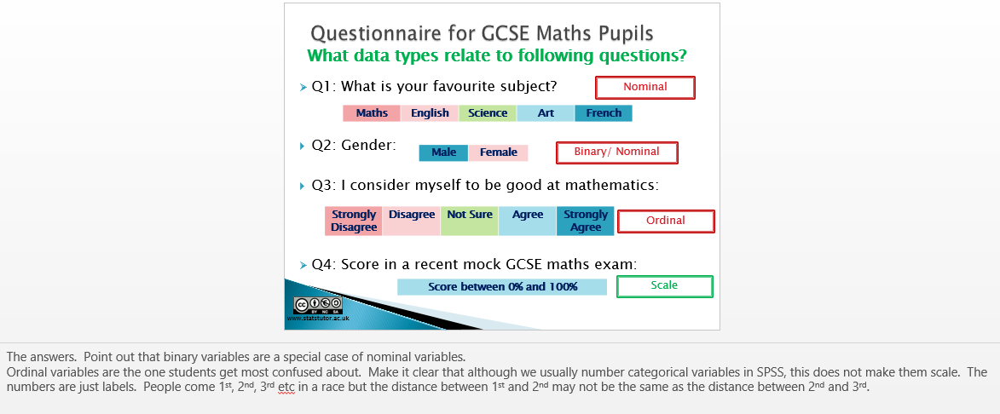 Questionnaire for GCSE Maths Pupils
What data types relate to following questions?
Q1: What is your favourite subject?
Nominal
Maths English Science Art French
Q2: Gender:
Male Female
Binary/ Nominal
Q3: I consider myself to be good at mathematics:
Strongly Disagree Not Sure Agree Strongly
Disagree Agree
Ordinal
Q4: Score in a recent mock GCSE maths exam:
Score between 0% and 100%
Scale
cc
BY NC SA
www.statstutor.ac.uk
The answers. Point out that binary variables are a special case of nominal variables.
Ordinal variables are the one students get most confused about. Make it clear that although we usually number categorical variables in SPSS, this does not make them scale. The
numbers are just labels. People come 1st, 2nd, 3rd etc in a race but the distance between 1st and 2nd may not be the same as the distance between 2nd and 3rd.